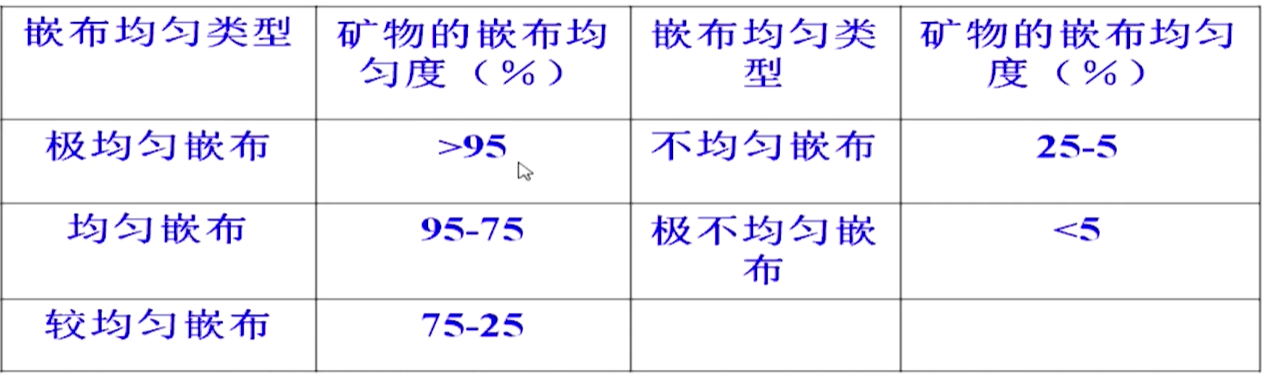 嵌布均匀类型 矿物的嵌布均 嵌布均匀类 矿物的嵌布均匀
匀度（%） 型 度（%）
极均匀嵌布 >95 不均匀嵌布 25-5
均匀嵌布 95-75 极不均匀嵌 <5
布
较均匀嵌布 75-25